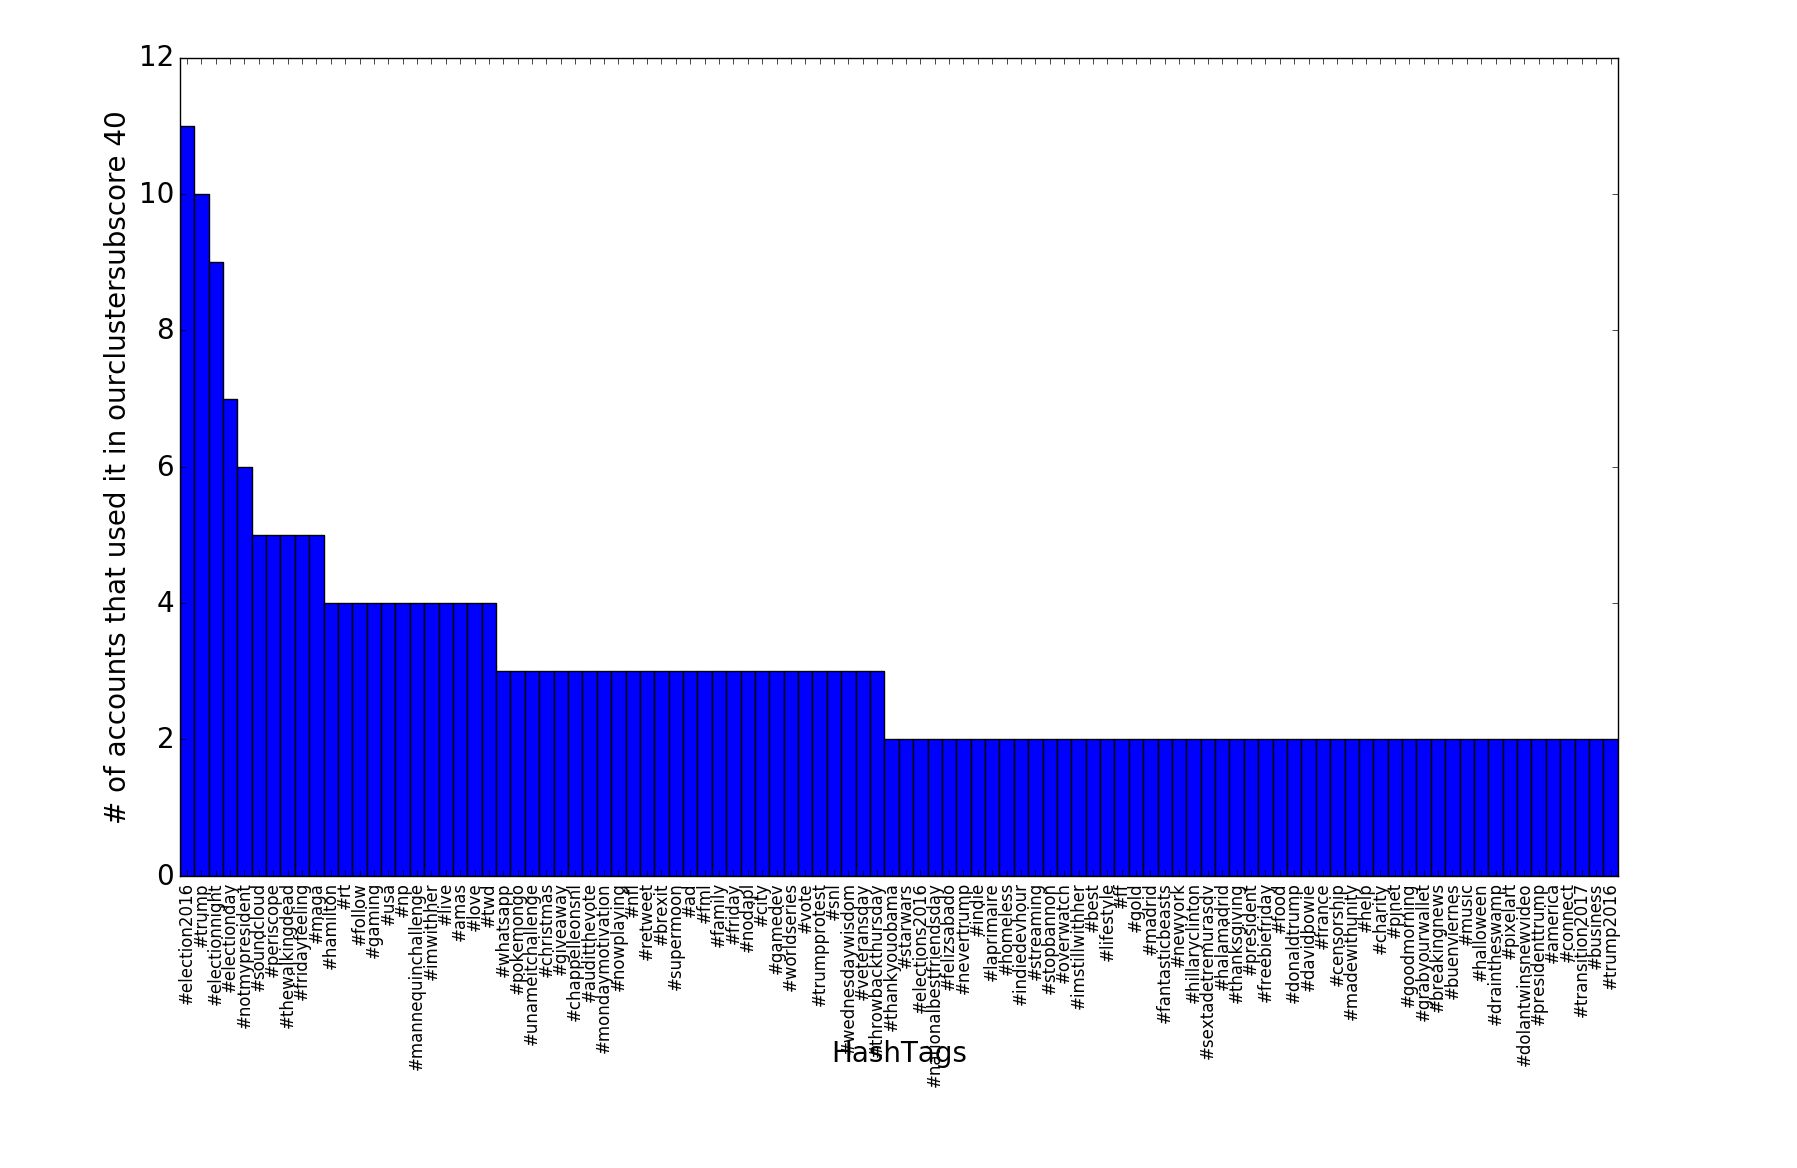 # of accounts that used it in ourclustersubscore 40
12
10
8
6
4
2
0
#election2016
#trump
#electionnight
#electionday
#notmypresident
#soundcloud
#periscope
#thewalkingdead
#fridayfeeling
#maga
#hamilton
#rt
#follow
#gaming
#usa
#np
#mannequinchallenge
#imwithher
#live
#amas
#love
#twd
#whatsapp
#pokemongo
#unameitchallenge
#christmas
#giveaway
#chappelleonsnl
#auditthevote
#mondaymotivation
#nowplaying
#nfl
#retweet
#brexit
#supermoon
#ad
#fml
#family
#friday
#nodapl
#city
#gamedev
#worldseries
#vote
#trumpprotest
#snl
#wednesdaywisdom
#veteransday
#throwbackthursday
#thankyouobama
#starwars
#elections2016
#nationalbestfriendsday
#felizsabado
#nevertrump
#indie
#laprimaire
#homeless
#indiedevhour
#streaming
#stopbannon
#overwatch
#imstillwithher
#best
#lifestyle
#ff
#gold
#madrid
#fantasticbeasts
#newyork
#hillaryclinton
#sextadetremurasdv
#halamadrid
#thanksgiving
#president
#freebiefriday
#food
#donaldtrump
#davidbowie
#france
#censorship
#madewithunity
#help
#charity
#pjnet
#goodmorning
#grabyourwallet
#breakingnews
#buenviernes
#music
#halloween
#draintheswamp
#pixelart
#dolantwinsnewvideo
#presidenttrump
#america
#connect
#transition2017
#business
#trump2016
HashTags